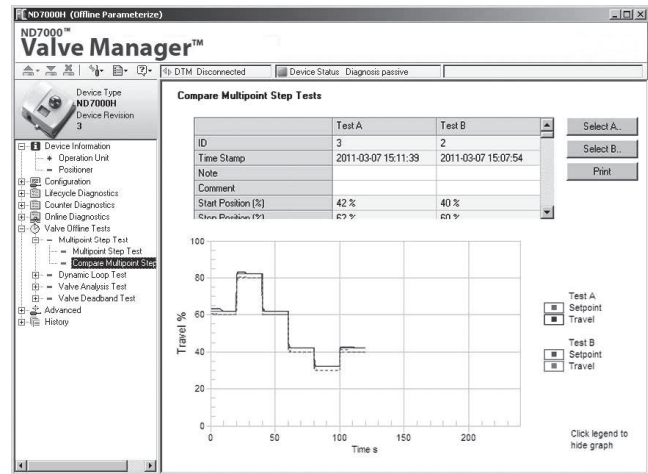 ND7000H (Offline Parameterize)
ND7000™
Valve Manager™
DTM Disconnected
Device Status Diagnosis passive
Device Type
ND7000H
Device Revision
3
Device Information
Operation Unit
Positioner
Configuration
Lifecycle Diagnostics
Counter Diagnostics
Online Diagnostics
Valve Offline Tests
Multipoint Step Test
Multipoint Step Test
Compare Multipoint Step
Dynamic Loop Test
Valve Analysis Test
Valve Deadband Test
Advanced
History
Compare Multipoint Step Tests
Test A Test B
ID 3 2
Time Stamp 2011-03-07 15:11:39 2011-03-07 15:07:54
Note
Comment
Start Position (%) 42 % 40 %
Stop Position (%) 62 % 60 %
Select A..
Select B..
Print
100
80
60
40
20
0
Travel %
0 50 100 150 200
Time s
Test A
Setpoint
Travel
Test B
Setpoint
Travel
Click legend to
hide graph